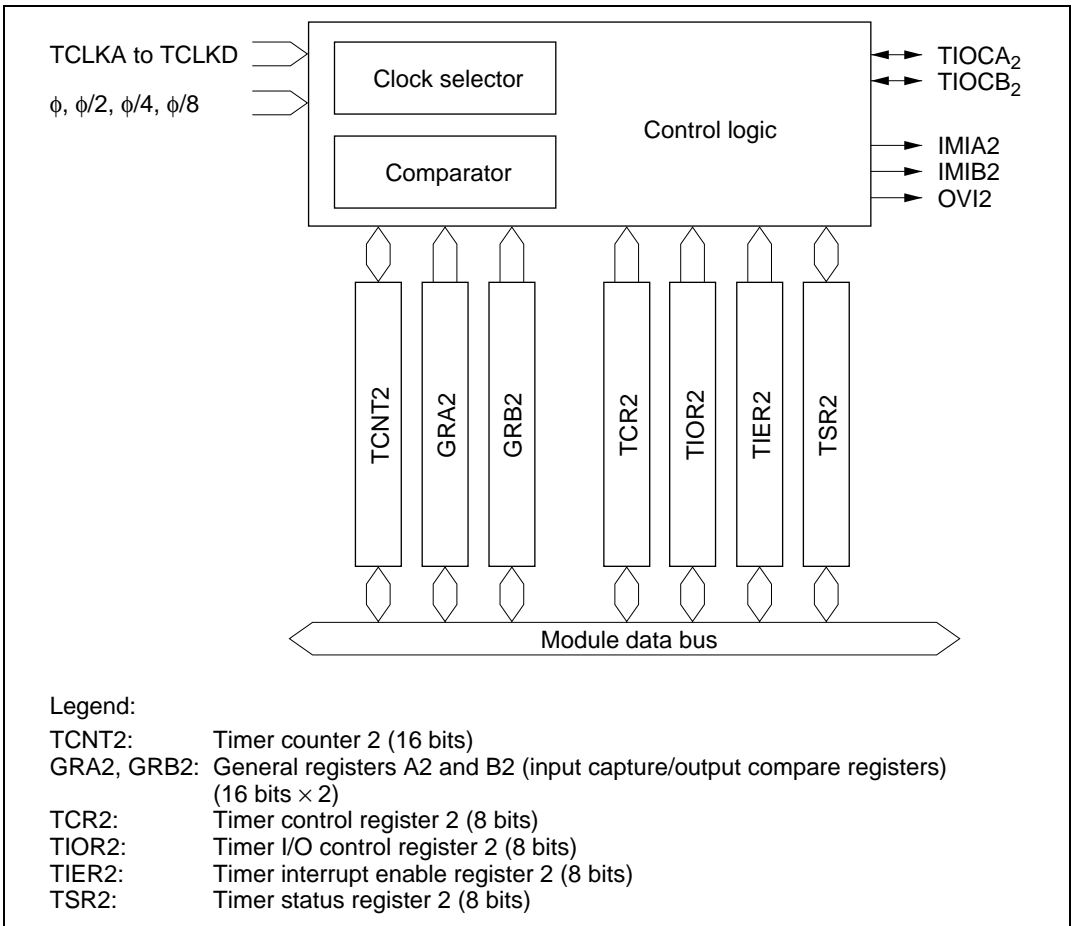 TCLKA to TCLKD
ϕ, ϕ/2, ϕ/4, ϕ/8
Clock selector
Comparator
Control logic
TIOCA2
TIOCB2
IMIA2
IMIB2
OVI2
TCNT2
GRA2
GRB2
TCR2
TIOR2
TIER2
TSR2
Module data bus
Legend:
TCNT2: Timer counter 2 (16 bits)
GRA2, GRB2: General registers A2 and B2 (input capture/output compare registers)
(16 bits × 2)
TCR2: Timer control register 2 (8 bits)
TIOR2: Timer I/O control register 2 (8 bits)
TIER2: Timer interrupt enable register 2 (8 bits)
TSR2: Timer status register 2 (8 bits)